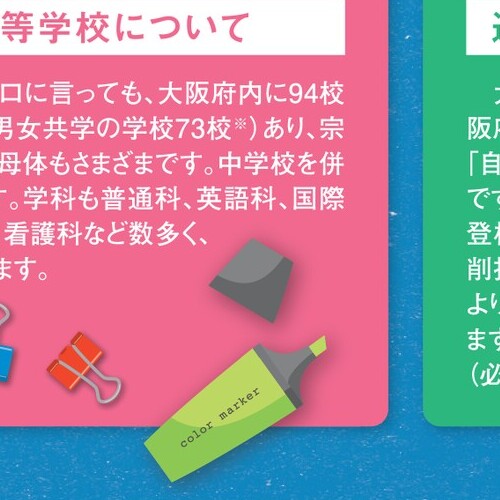 等学校について
口に言っても、大阪府内に94校
男女共学の学校73校※)あり、宗
母体もさまざまです。中学校を併
す。学科も普通科、英語科、国際
看護科など数多く、
ます。
color marker
阪府
「自
です
登校
削技
より
ます
(必